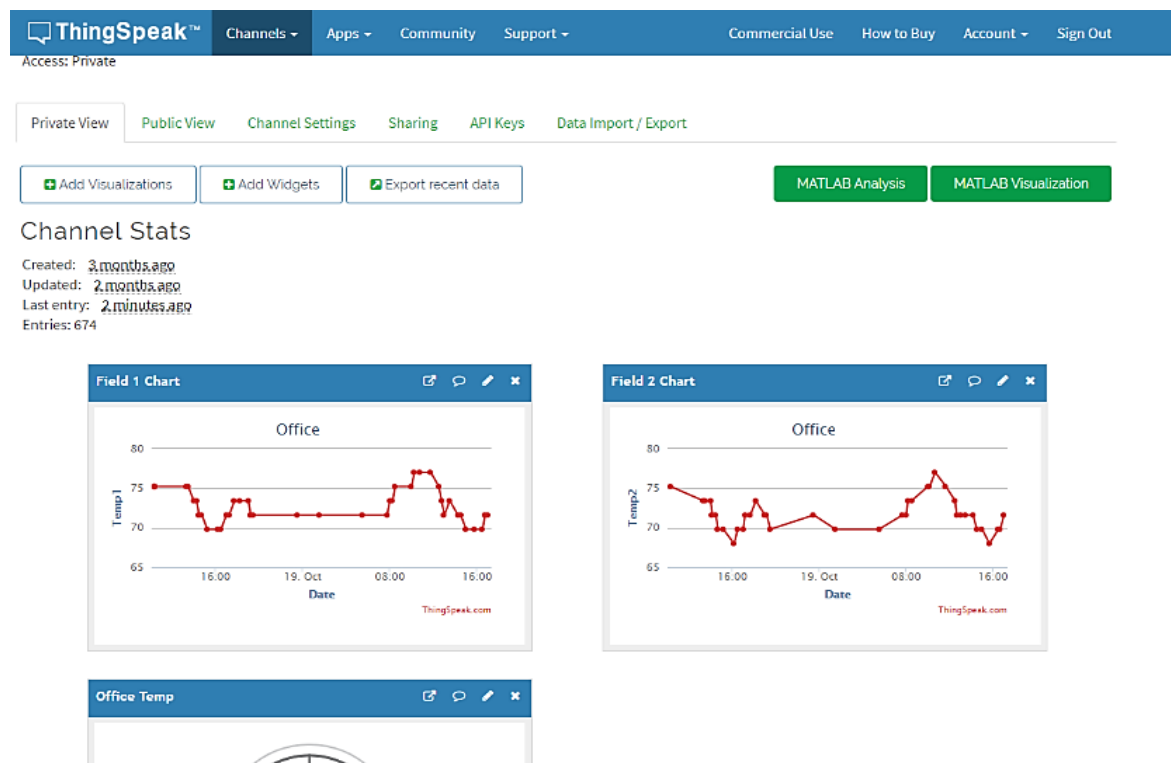 ThingSpeak™ Channels Apps Community Support Commercial Use How to Buy Account Sign Out
Access: Private
Private View Public View Channel Settings Sharing API Keys Data Import / Export
Add Visualizations Add Widgets Export recent data MATLAB Analysis MATLAB Visualization
Channel Stats
Created: 3 months ago
Updated: 2 months ago
Last entry: 2 minutes ago
Entries: 674
Field 1 Chart
Office
80
75
70
65
Temp1
16:00 19. Oct 08:00 16:00
Date
ThingSpeak.com
Field 2 Chart
Office
80
75
70
65
Temp2
16:00 19. Oct 08:00 16:00
Date
ThingSpeak.com
Office Temp